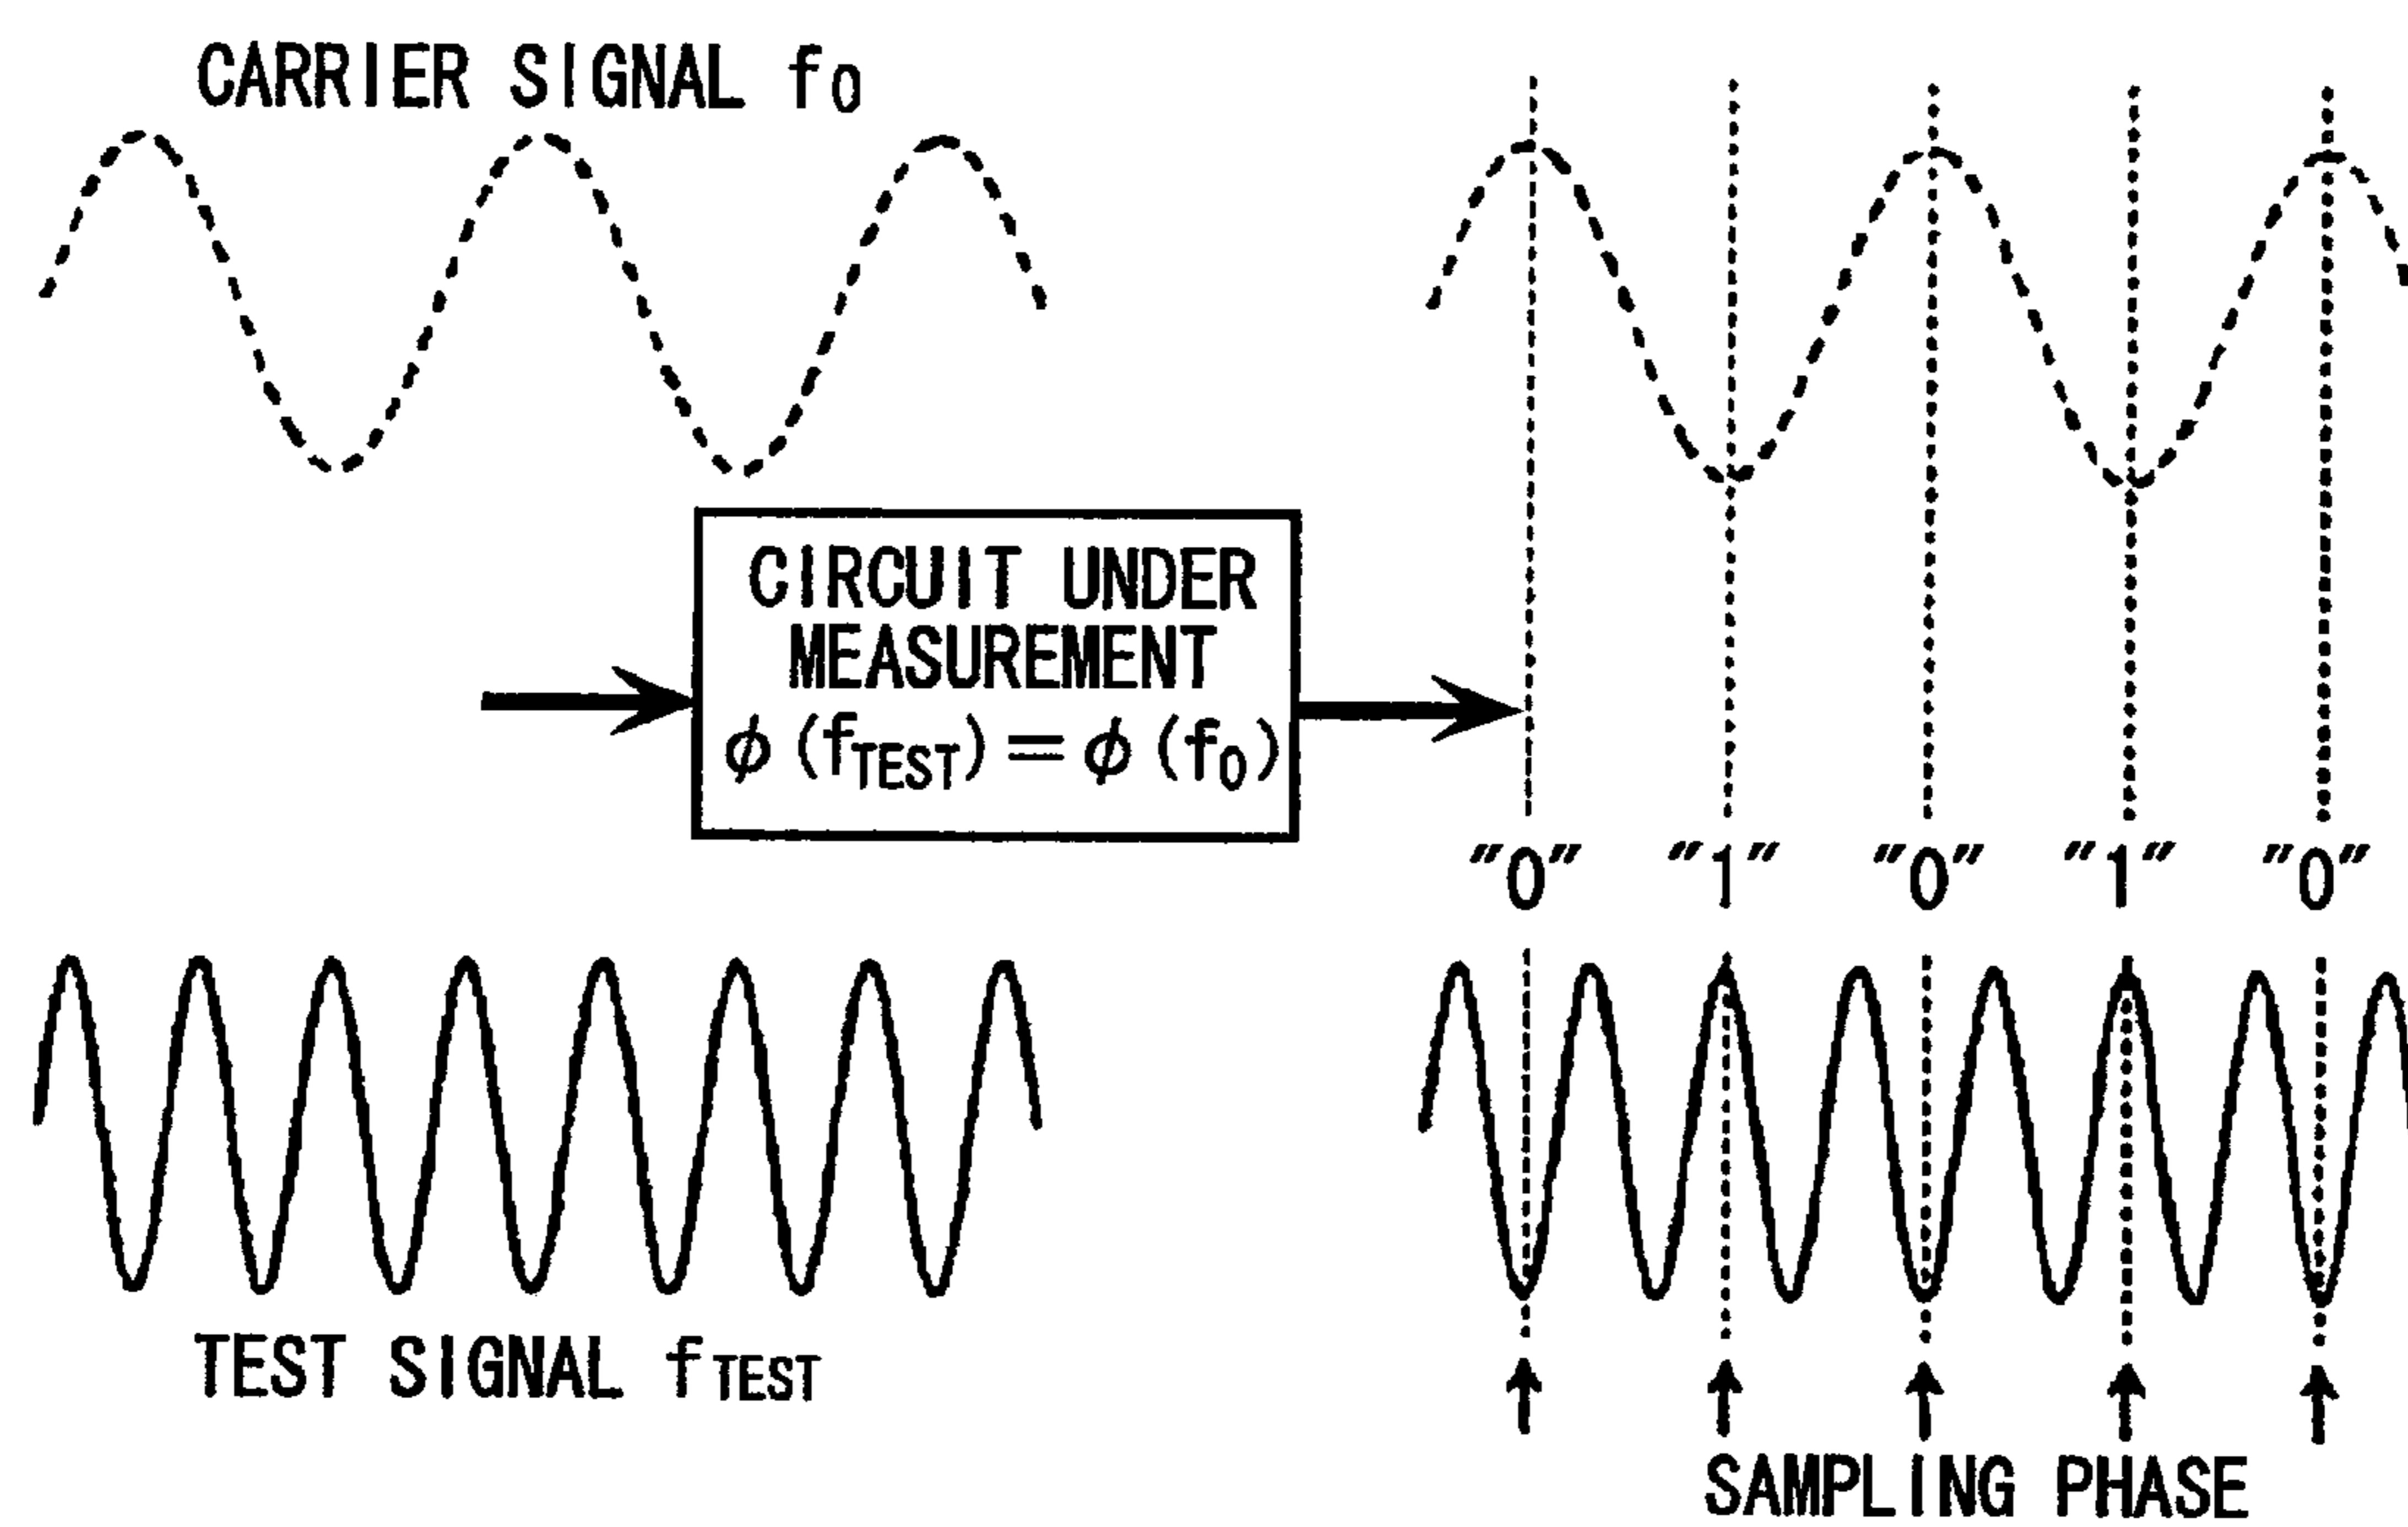 CARRIER SIGNAL f0
CIRCUIT UNDER
MEASUREMENT
ϕ (fTEST) = ϕ (f0)
"0" "1" "0" "1" "0"
TEST SIGNAL fTEST
SAMPLING PHASE